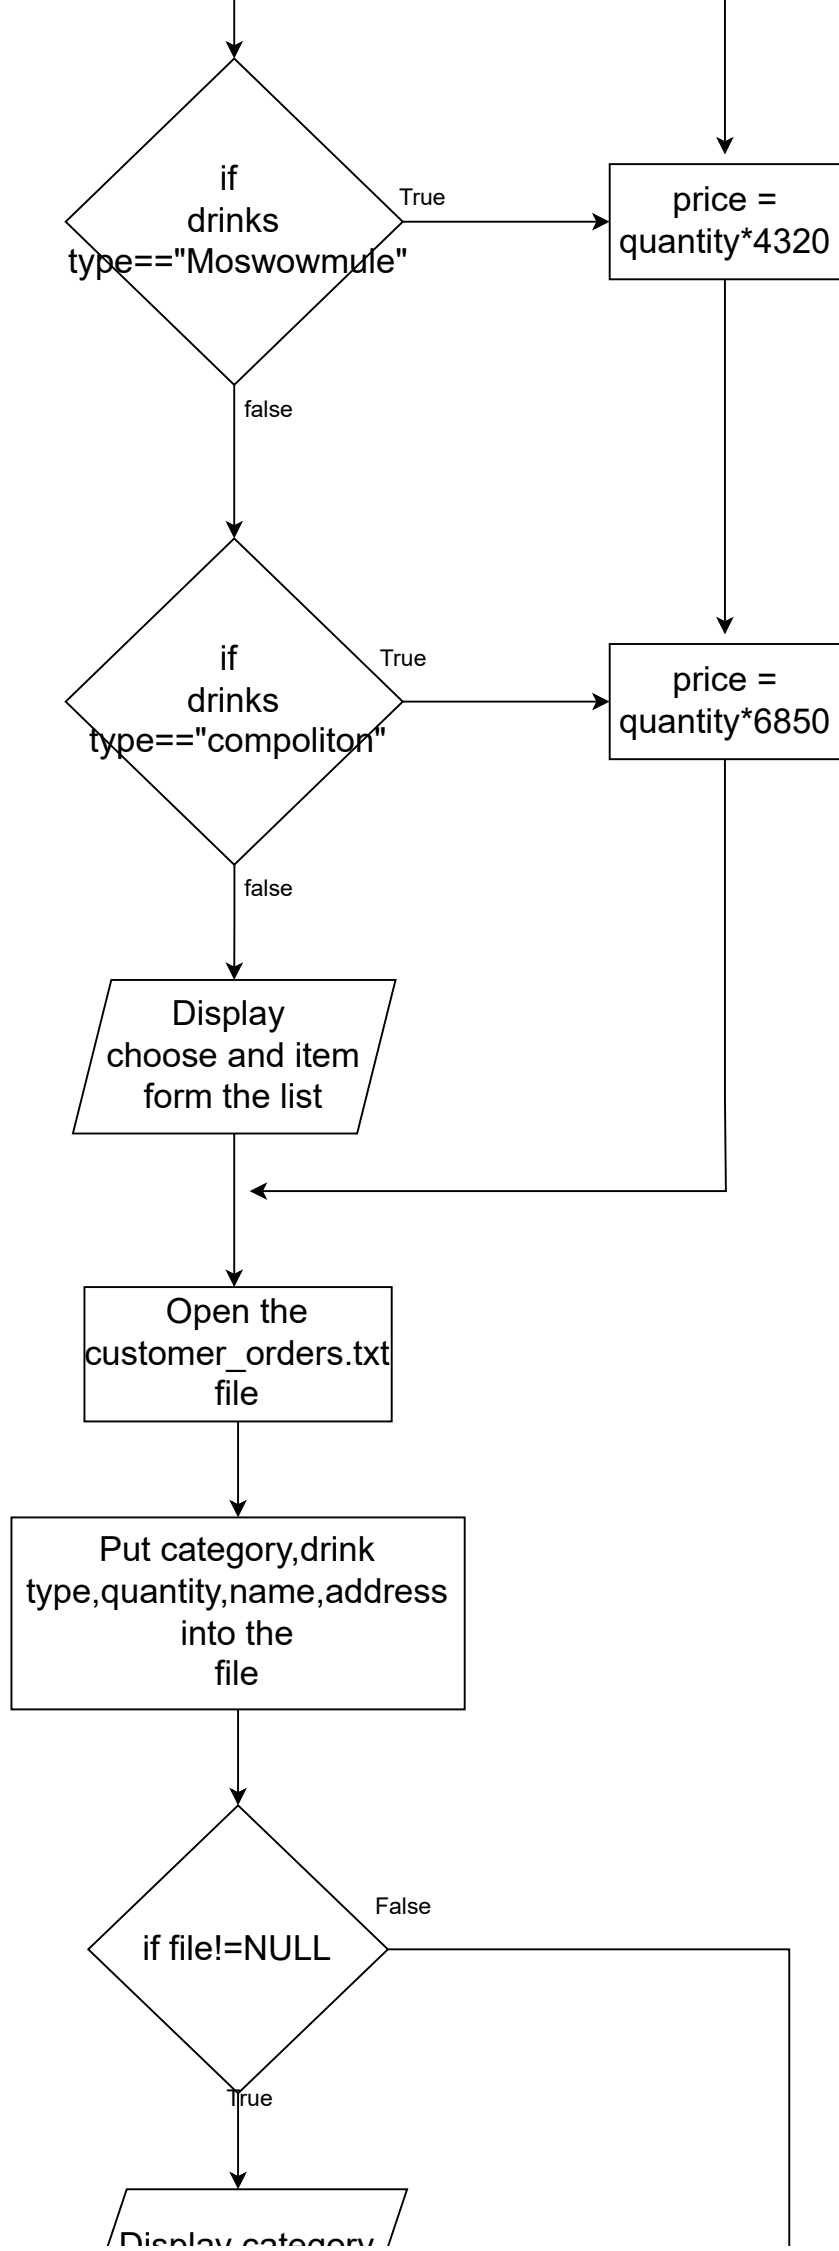 if
drinks
type=="Moswowmule"
True
price =
quantity*4320
false
if
drinks
type=="compoliton"
True
price =
quantity*6850
false
Display
choose and item
form the list
Open the
customer_orders.txt
file
Put category,drink
type,quantity,name,address
into the
file
if file!=NULL
False
True
Display category